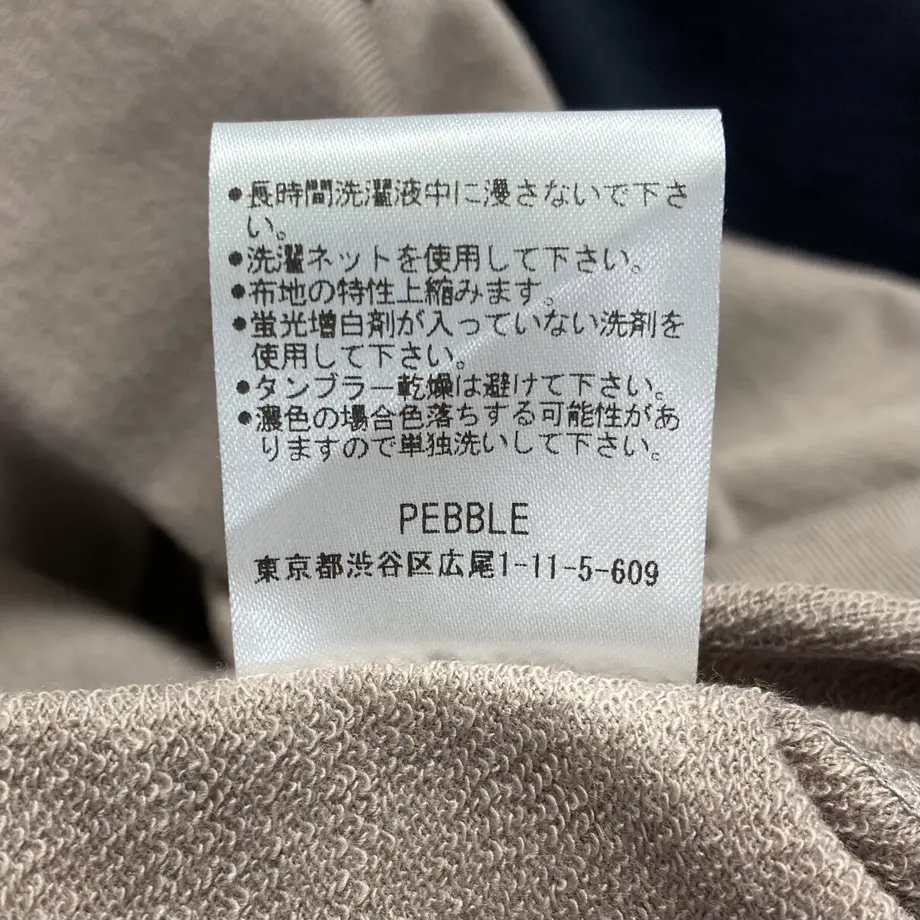 ●長時間洗濯液中に浸さないで下さ
い。
●洗濯ネットを使用して下さい。
●布地の特性上縮みます。
●蛍光増白剤が入っていない洗剤を
使用して下さい。
●タンブラー乾燥は避けて下さい。
●濃色の場合色落ちする可能性があ
りますので単独洗いして下さい。
PEBBLE
東京都渋谷区広尾1-11-5-609